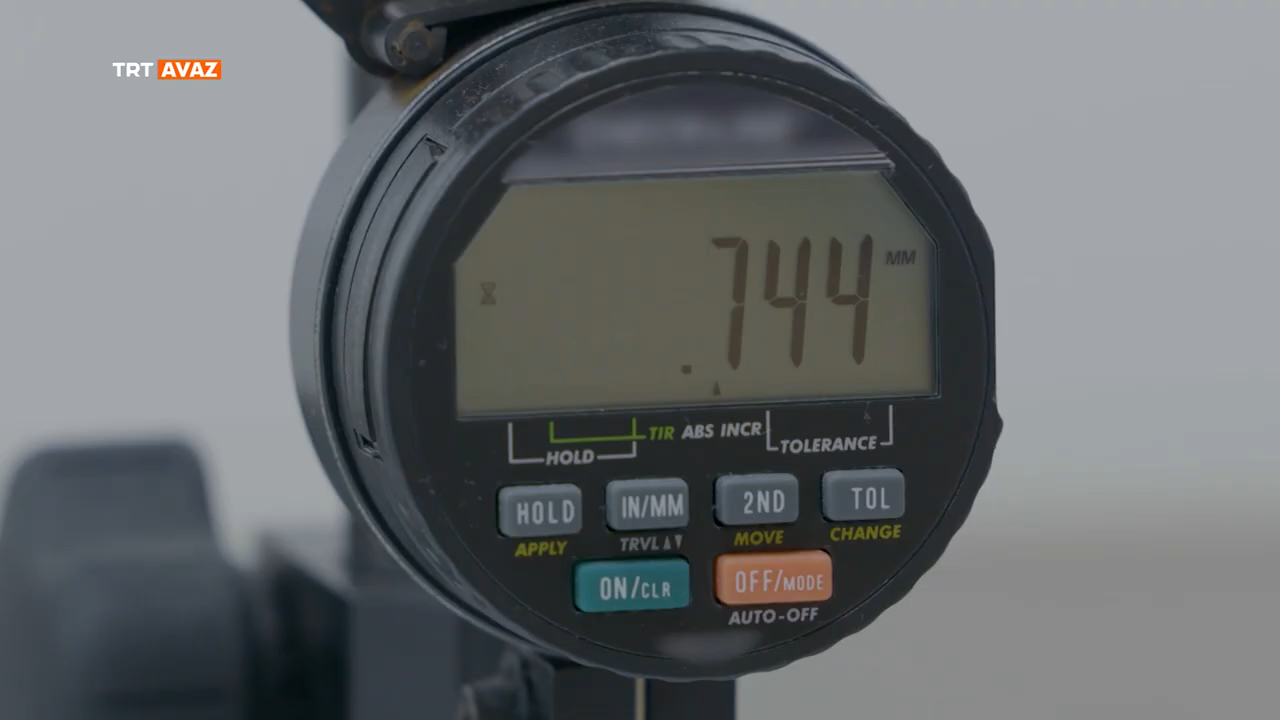 TRT AVAZ
.744 MM
TIR ABS INCR
HOLD TOLERANCE
HOLD IN/MM 2ND TOL
APPLY TRVL▲▼ MOVE CHANGE
ON/CLR OFF/MODE
AUTO-OFF